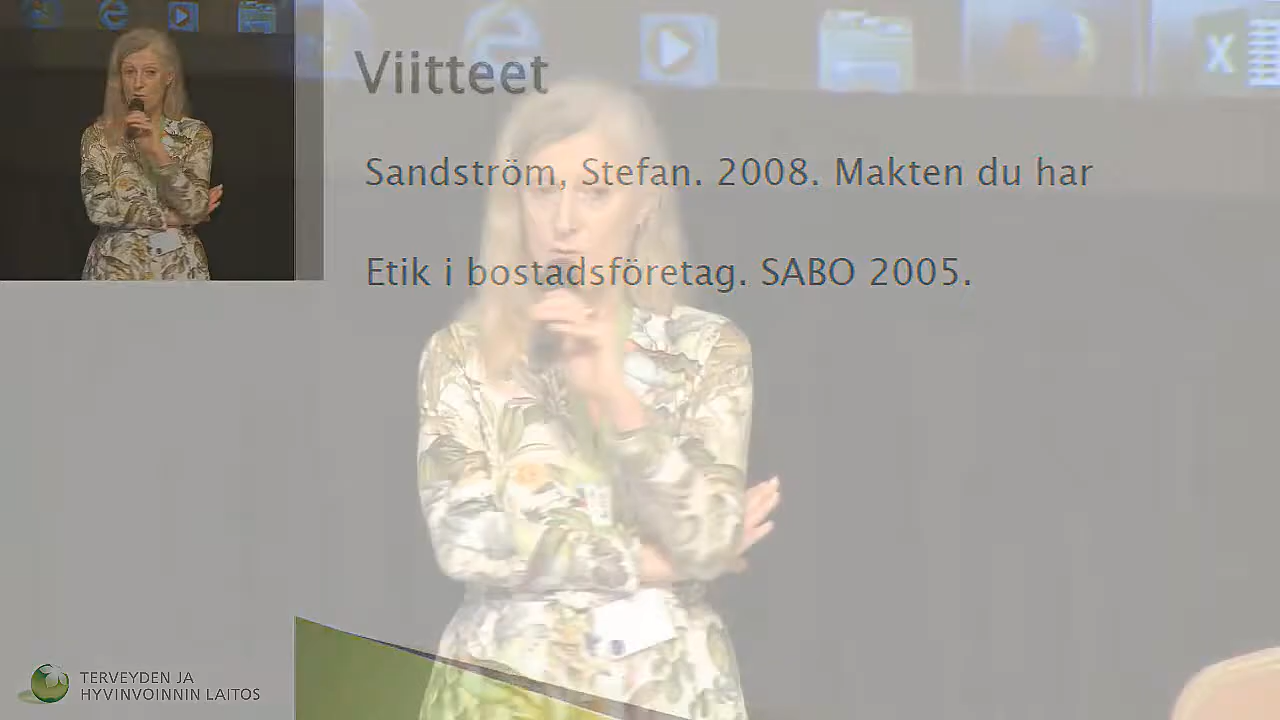 Viitteet
Sandström, Stefan. 2008. Makten du har
Etik i bostadsföretag. SABO 2005.
TERVEYDEN JA
HYVINVOINNIN LAITOS